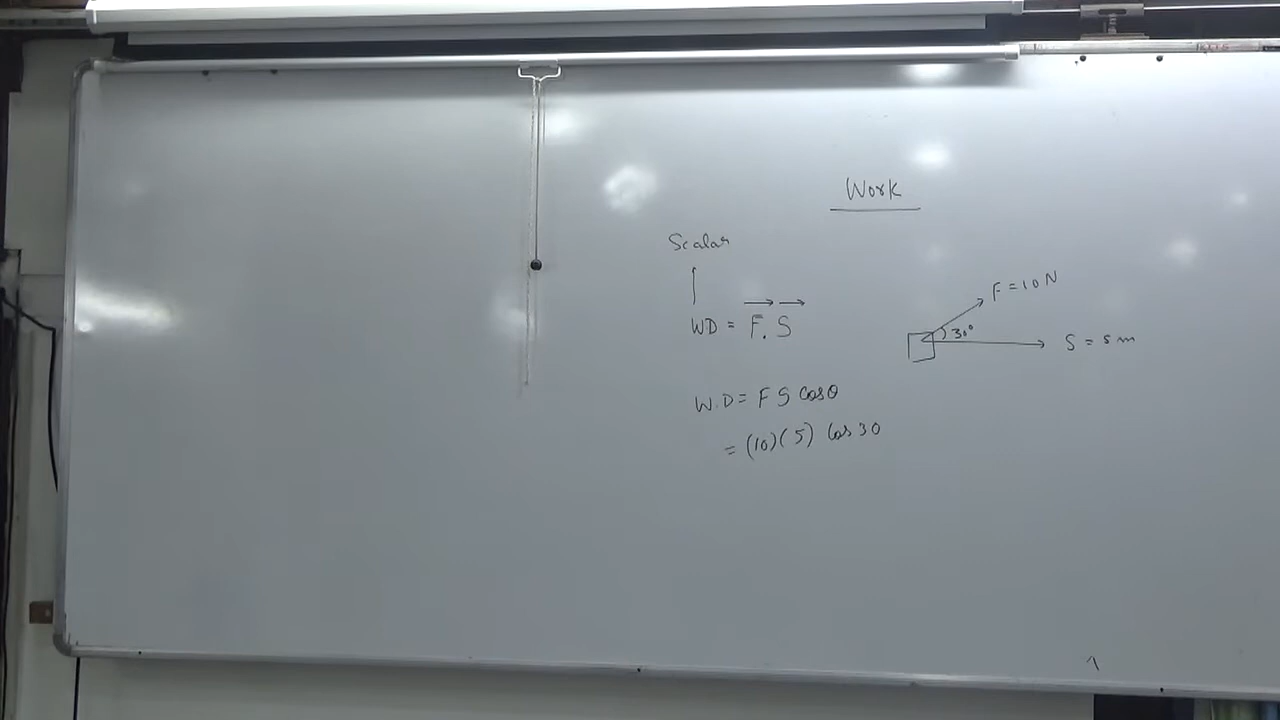 Work
Scalar
WD = F. S
F = 10 N
30°
S = 5 m
W.D = F S cosθ
= (10)(5) Cos 30